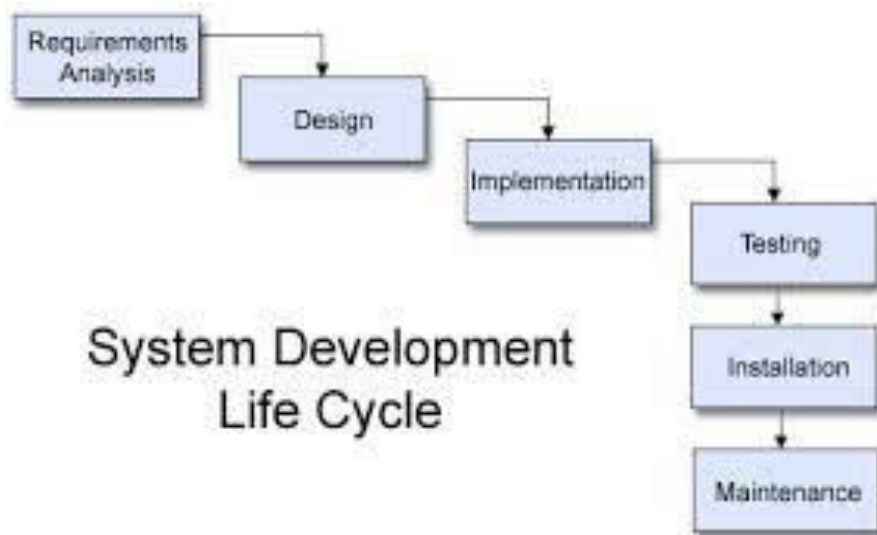 Requirements
Analysis
Design
Implementation
Testing
System Development
Life Cycle
Installation
Maintenance